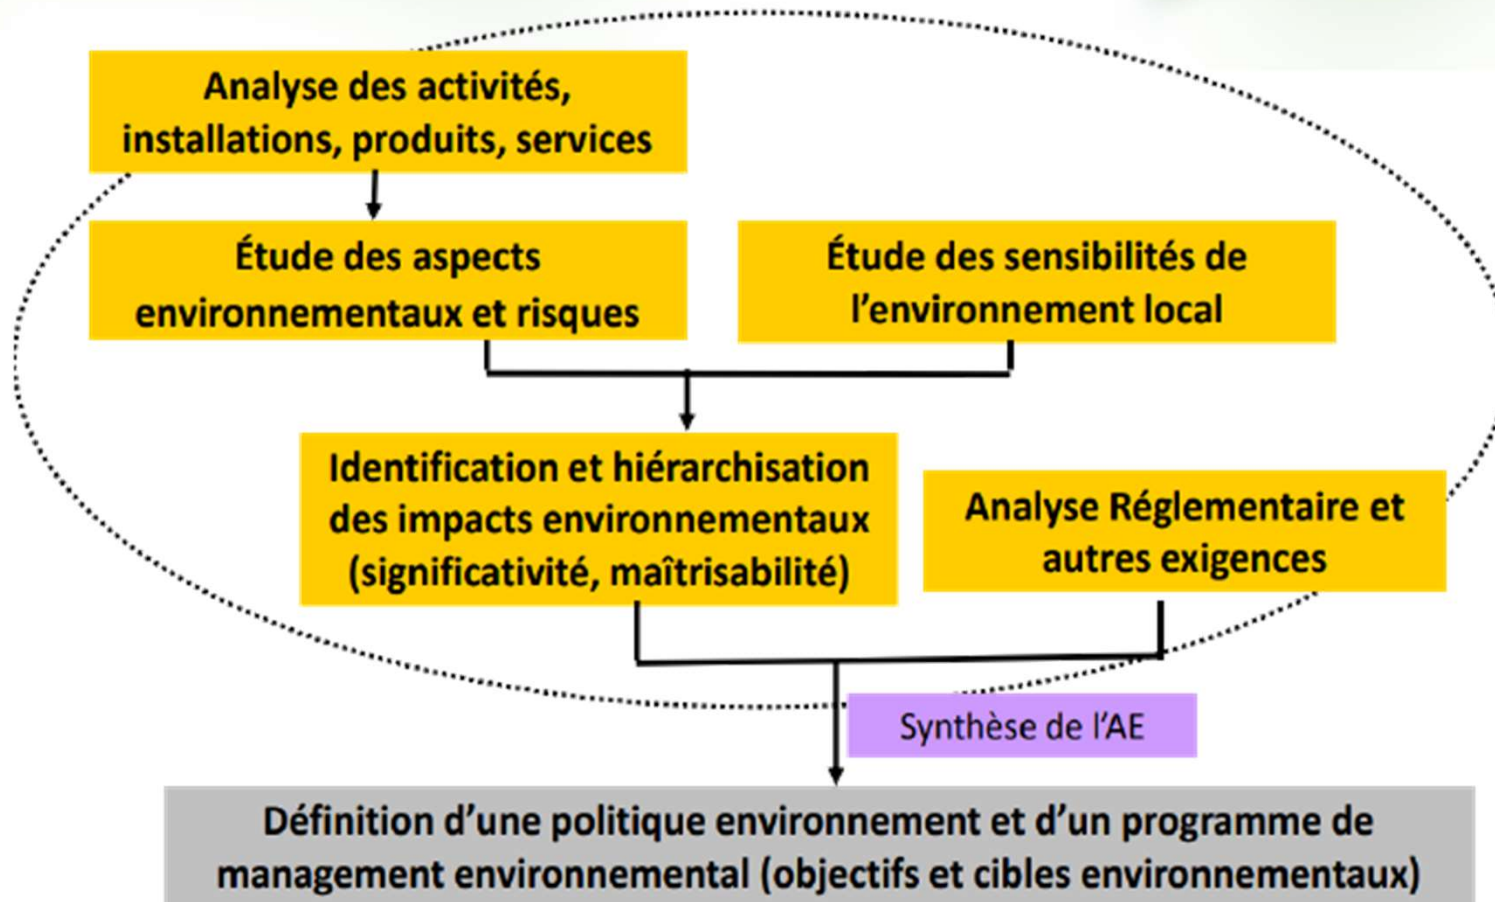 Analyse des activités,
installations, produits, services
Étude des aspects
environnementaux et risques
Étude des sensibilités de
l’environnement local
Identification et hiérarchisation
des impacts environnementaux
(significativité, maîtrisabilité)
Analyse Réglementaire et
autres exigences
Synthèse de l’AE
Définition d’une politique environnement et d’un programme de
management environnemental (objectifs et cibles environnementaux)